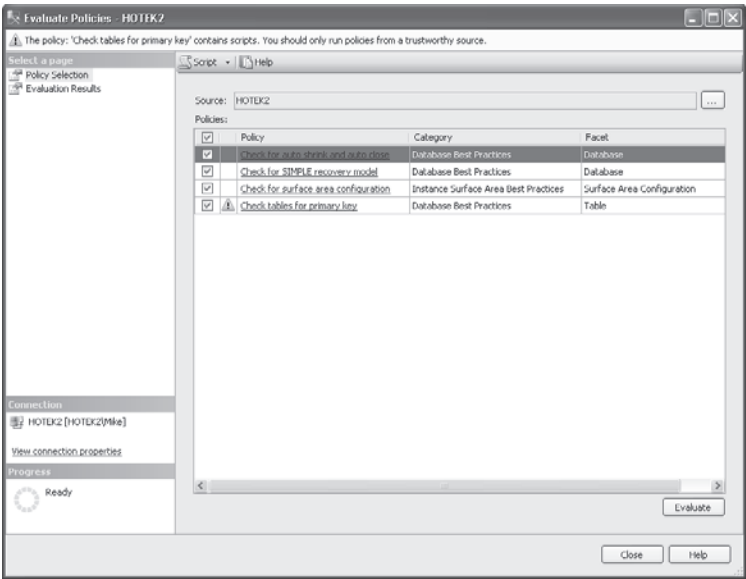 Evaluate Policies - HOTEK2
The policy: 'Check tables for primary key' contains scripts. You should only run policies from a trustworthy source.
Select a page
Policy Selection
Evaluation Results
Script Help
Source: HOTEK2 ...
Policies:
Policy Category Facet
Check for auto shrink and auto close Database Best Practices Database
Check for SIMPLE recovery model Database Best Practices Database
Check for surface area configuration Instance Surface Area Best Practices Surface Area Configuration
Check tables for primary key Database Best Practices Table
Connection
HOTEK2 [HOTEK2\Mike]
View connection properties
Progress
Ready
Evaluate
Close Help